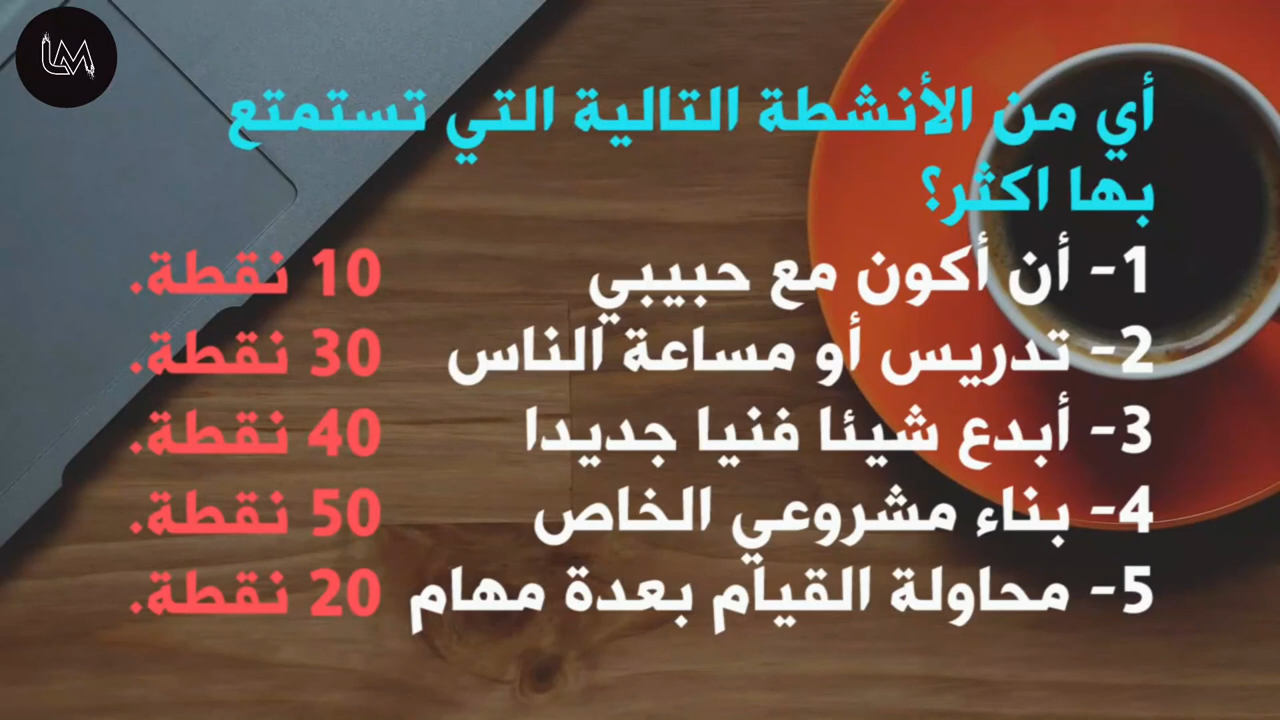 LM
أي من الأنشطة التالية التي تستمتع
بها اكثر؟
1- أن أكون مع حبيبي 10 نقطة.
2- تدريس أو مساعة الناس 30 نقطة.
3- أبدع شيئا فنيا جديدا 40 نقطة.
4- بناء مشروعي الخاص 50 نقطة.
5- محاولة القيام بعدة مهام 20 نقطة.